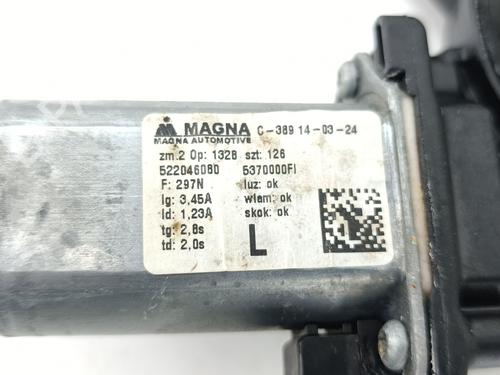 MAGNA C-389 14-03-24
MAGNA AUTOMOTIVE
zm.2 Op: 1328 szt: 126
522046080 5370000FI
F: 297N luz: ok
Ig: 3,45A wlam: ok
Id: 1,23A skok: ok
tg: 2,8s
td: 2,0s
L